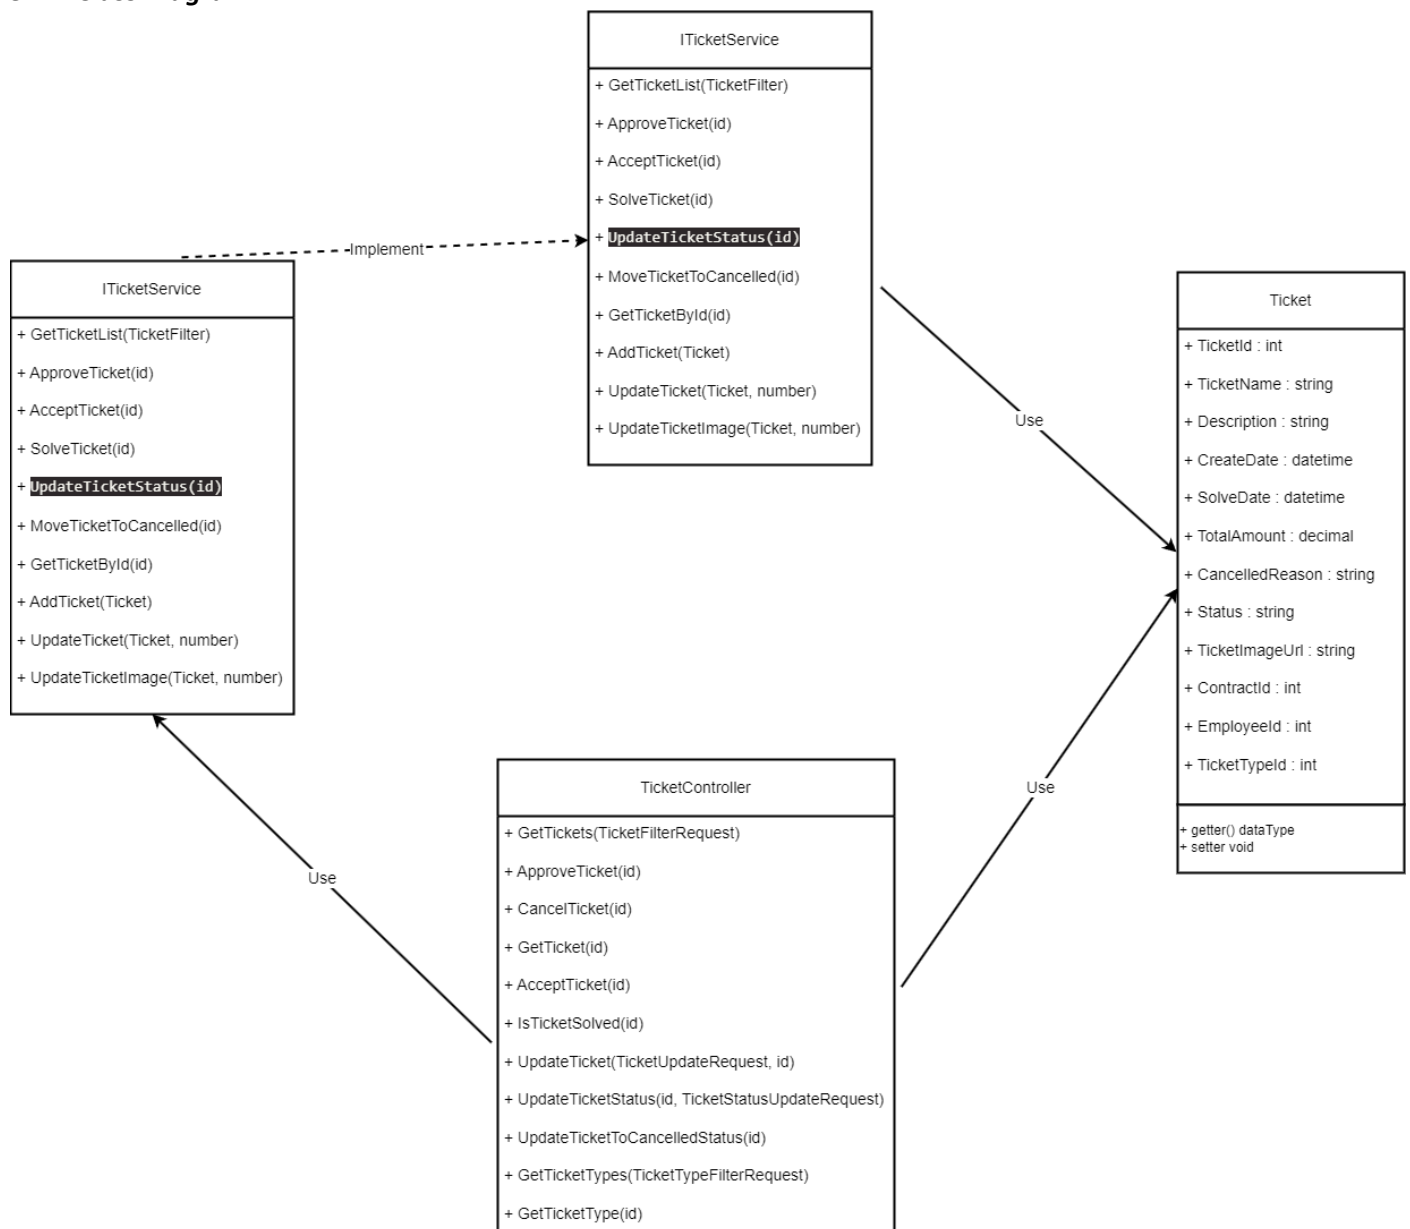 ITicketService
+ GetTicketList(TicketFilter)
+ ApproveTicket(id)
+ AcceptTicket(id)
+ SolveTicket(id)
+ UpdateTicketStatus(id)
+ MoveTicketToCancelled(id)
+ GetTicketById(id)
+ AddTicket(Ticket)
+ UpdateTicket(Ticket, number)
+ UpdateTicketImage(Ticket, number)
Implement
ITicketService
+ GetTicketList(TicketFilter)
+ ApproveTicket(id)
+ AcceptTicket(id)
+ SolveTicket(id)
+ UpdateTicketStatus(id)
+ MoveTicketToCancelled(id)
+ GetTicketById(id)
+ AddTicket(Ticket)
+ UpdateTicket(Ticket, number)
+ UpdateTicketImage(Ticket, number)
Use
Ticket
+ TicketId : int
+ TicketName : string
+ Description : string
+ CreateDate : datetime
+ SolveDate : datetime
+ TotalAmount : decimal
+ CancelledReason : string
+ Status : string
+ TicketImageUrl : string
+ ContractId : int
+ EmployeeId : int
+ TicketTypeId : int
+ getter() dataType
+ setter void
Use
Use
TicketController
+ GetTickets(TicketFilterRequest)
+ ApproveTicket(id)
+ CancelTicket(id)
+ GetTicket(id)
+ AcceptTicket(id)
+ IsTicketSolved(id)
+ UpdateTicket(TicketUpdateRequest, id)
+ UpdateTicketStatus(id, TicketStatusUpdateRequest)
+ UpdateTicketToCancelledStatus(id)
+ GetTicketTypes(TicketTypeFilterRequest)
+ GetTicketType(id)